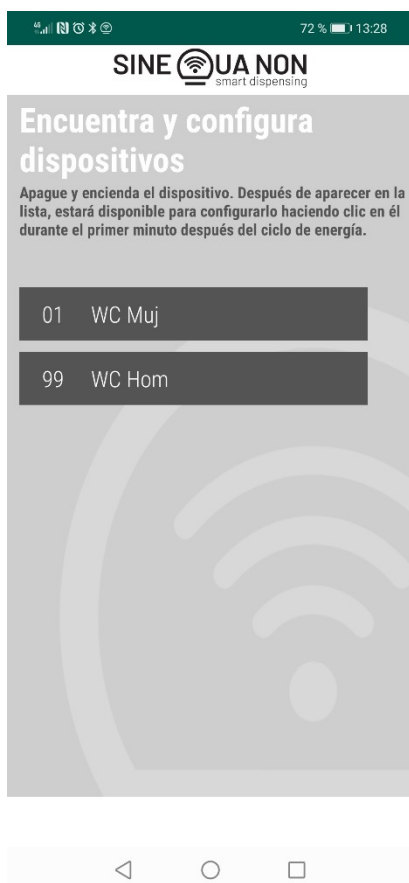 72 % 13:28
SINE QUA NON
smart dispensing
Encuentra y configura
dispositivos
Apague y encienda el dispositivo. Después de aparecer en la
lista, estará disponible para configurarlo haciendo clic en él
durante el primer minuto después del ciclo de energía.
01 WC Muj
99 WC Hom